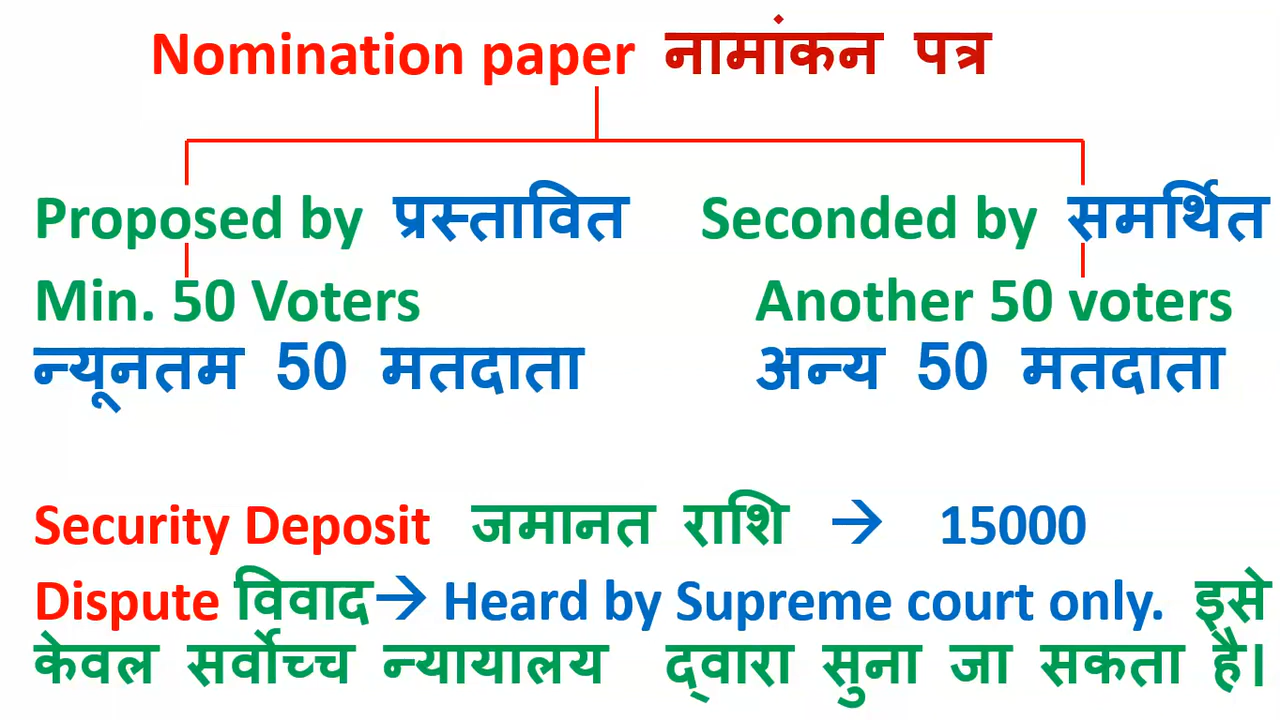 Nomination paper नामांकन पत्र
Proposed by प्रस्तावित Seconded by समर्थित
Min. 50 Voters Another 50 voters
न्यूनतम 50 मतदाता अन्य 50 मतदाता
Security Deposit जमानत राशि → 15000
Dispute विवाद→ Heard by Supreme court only. इसे
केवल सर्वोच्च न्यायालय द्वारा सुना जा सकता है।